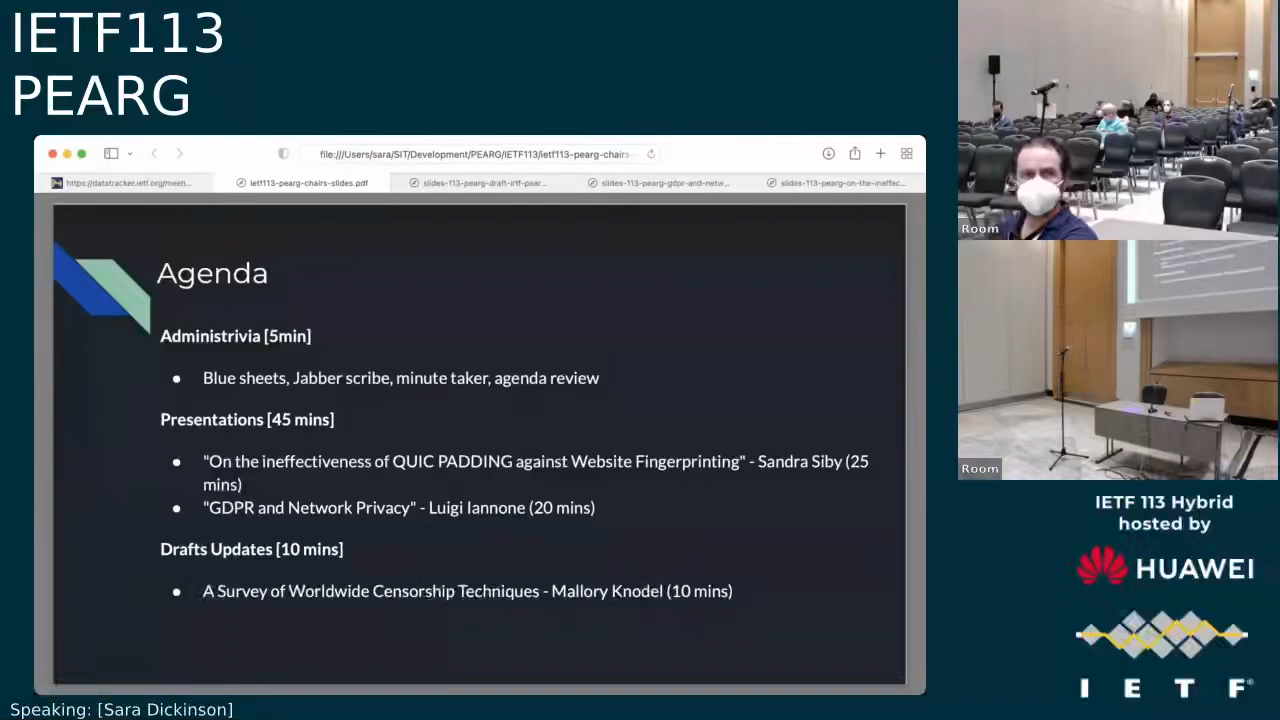 IETF113
PEARG
file:///Users/sara/SIT/Development/PEARG/IETF113/ietf113-pearg-chairs-
https://datatracker.ietf.org/meeti...
ietf113-pearg-chairs-slides.pdf
slides-113-pearg-draft-irtf-pear...
slides-113-pearg-gdpr-and-netw...
slides-113-pearg-on-the-ineffec...
Agenda
Administrivia [5min]
● Blue sheets, Jabber scribe, minute taker, agenda review
Presentations [45 mins]
● "On the ineffectiveness of QUIC PADDING against Website Fingerprinting" - Sandra Siby (25
mins)
● "GDPR and Network Privacy" - Luigi Iannone (20 mins)
Drafts Updates [10 mins]
● A Survey of Worldwide Censorship Techniques - Mallory Knodel (10 mins)
Speaking: [Sara Dickinson]
Room
Room
IETF 113 Hybrid
hosted by
HUAWEI
I E T F®